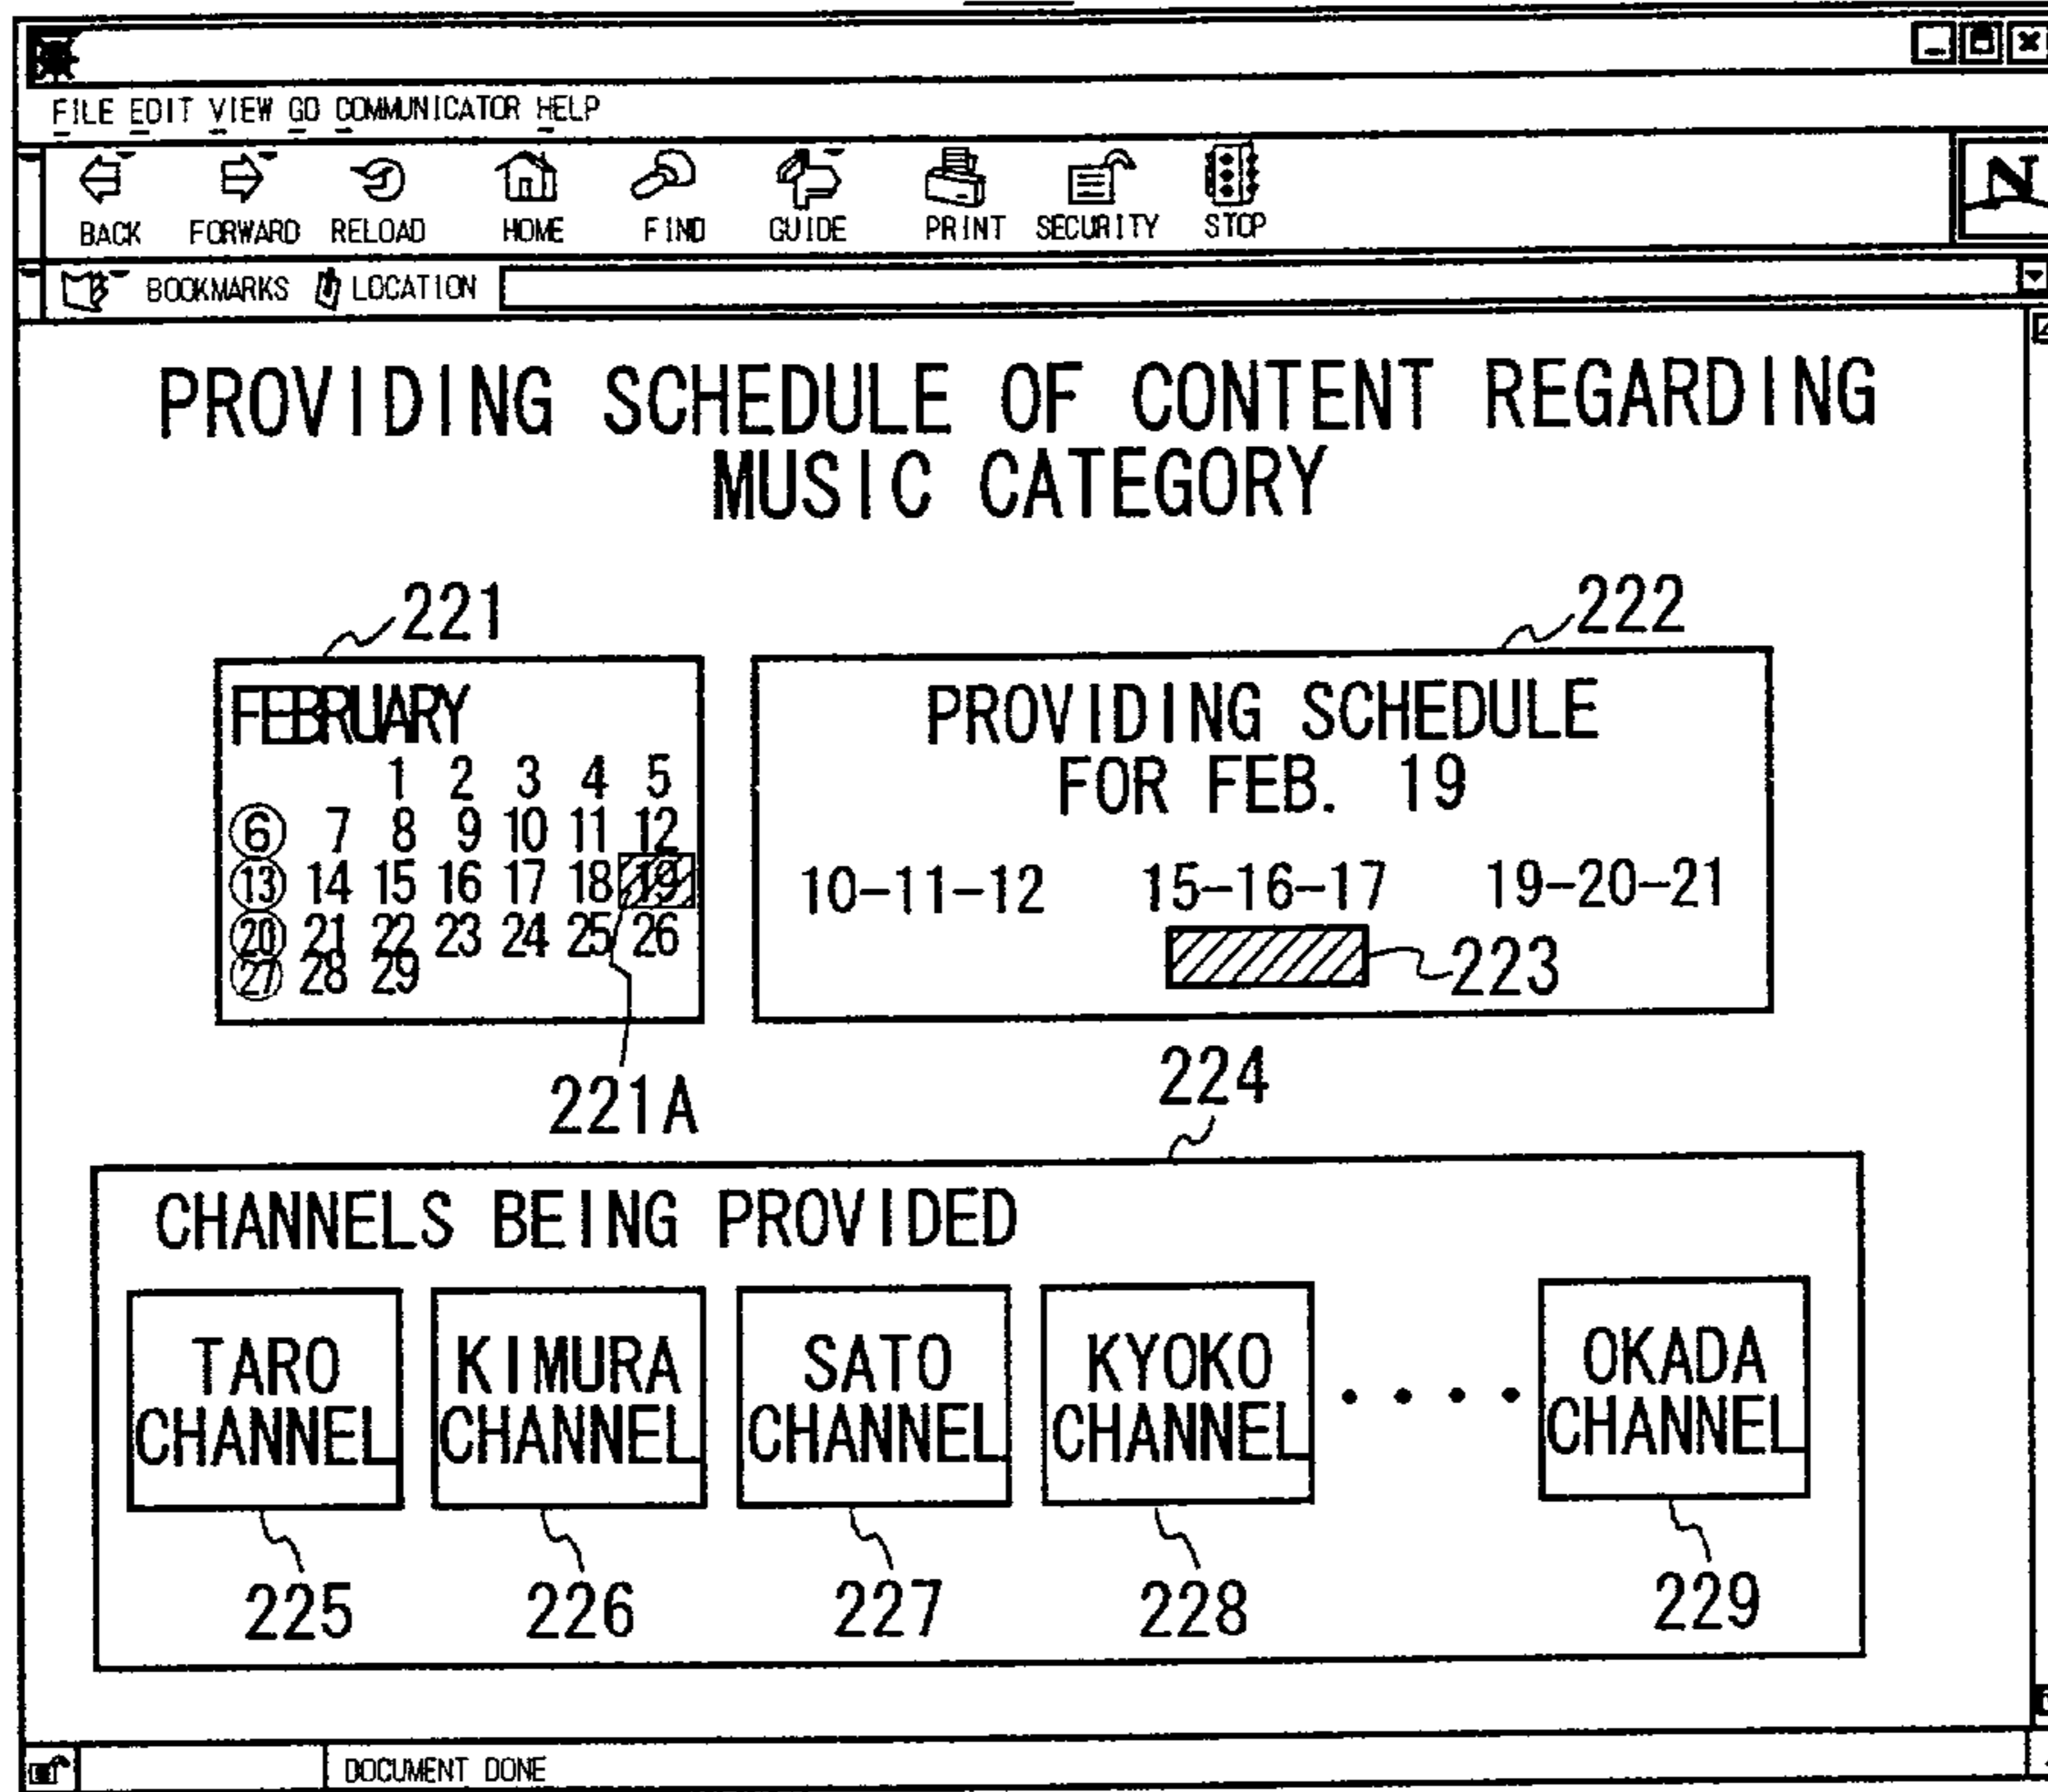 FILE EDIT VIEW GO COMMUNICATOR HELP
N
BACK FORWARD RELOAD HOME FIND GUIDE PRINT SECURITY STOP
BOOKMARKS LOCATION
PROVIDING SCHEDULE OF CONTENT REGARDING
MUSIC CATEGORY
221
222
FEBRUARY
1 2 3 4 5
6 7 8 9 10 11 12
13 14 15 16 17 18 19
20 21 22 23 24 25 26
27 28 29
221A
PROVIDING SCHEDULE
FOR FEB. 19
10-11-12 15-16-17 19-20-21
223
224
CHANNELS BEING PROVIDED
TARO
CHANNEL
KIMURA
CHANNEL
SATO
CHANNEL
KYOKO
CHANNEL
• • • •
OKADA
CHANNEL
225 226 227 228 229
DOCUMENT DONE